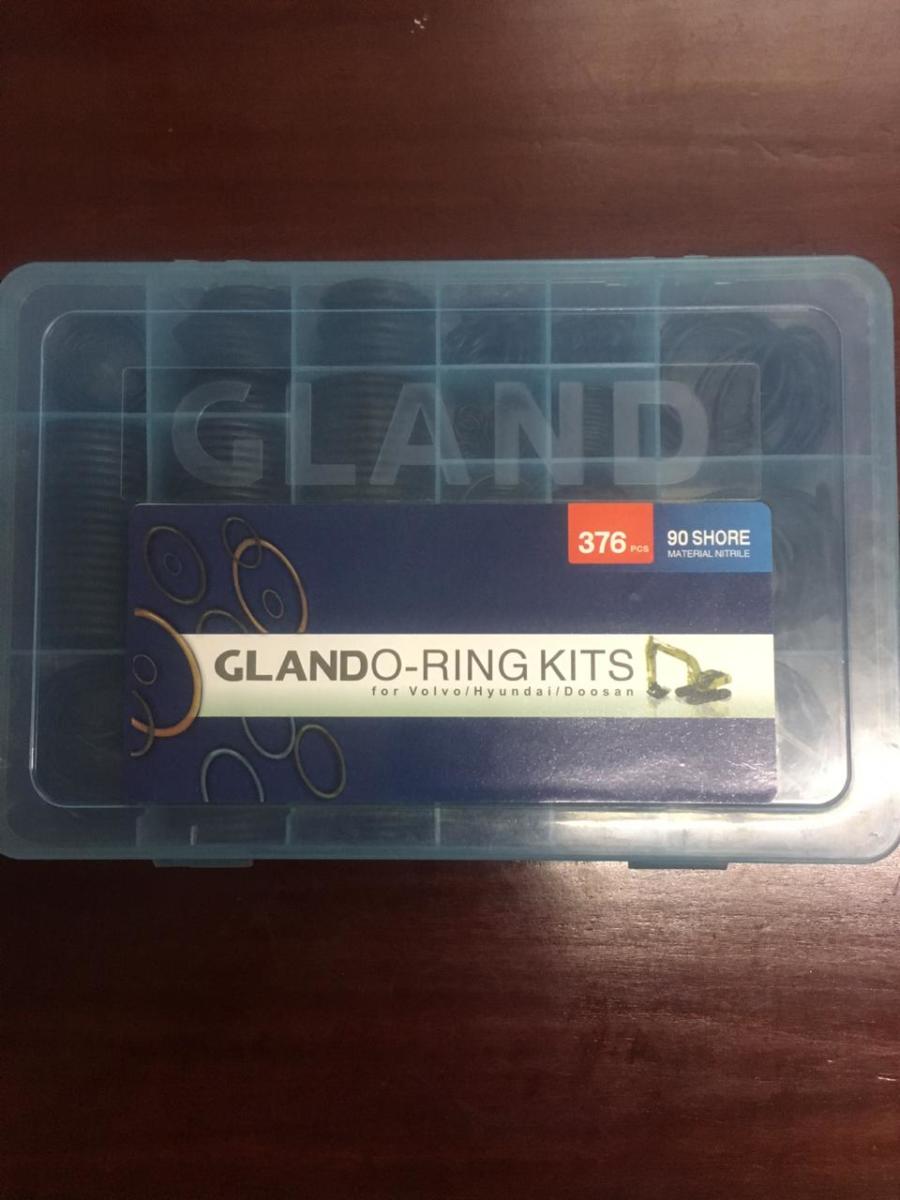 GLAND
376 PCS
90 SHORE
MATERIAL NITRILE
GLANDO-RING KITS
for Volvo/Hyundai/Doosan